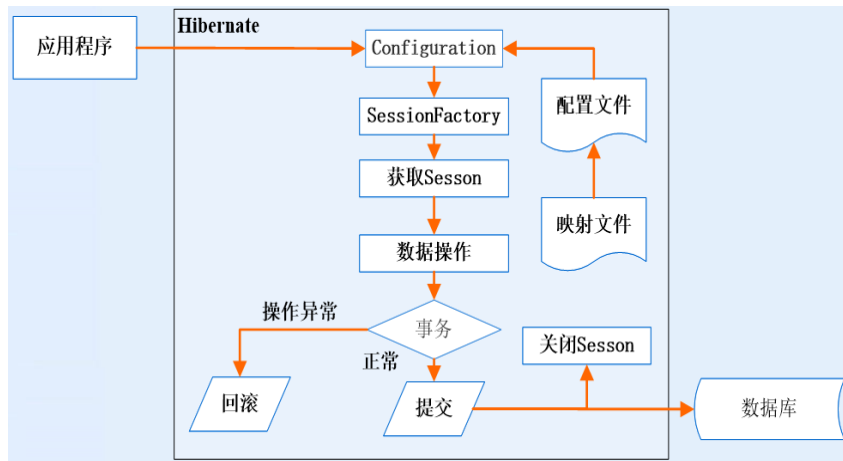 Hibernate
应用程序
Configuration
SessionFactory
配置文件
获取Sesson
映射文件
数据操作
操作异常
事务
正常
关闭Sesson
回滚
提交
数据库